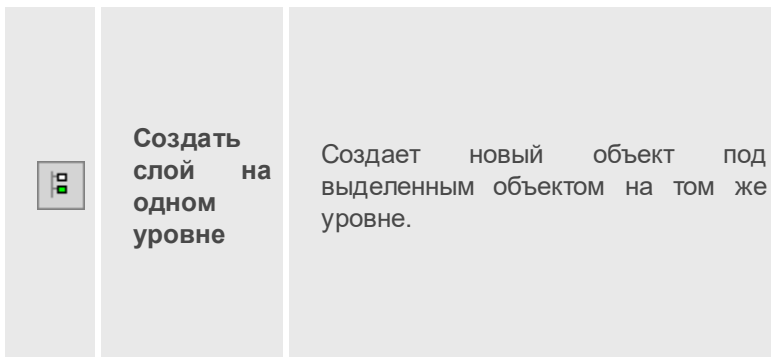 Создать
слой на
одном
уровне
Создает новый объект под
выделенным объектом на том же
уровне.